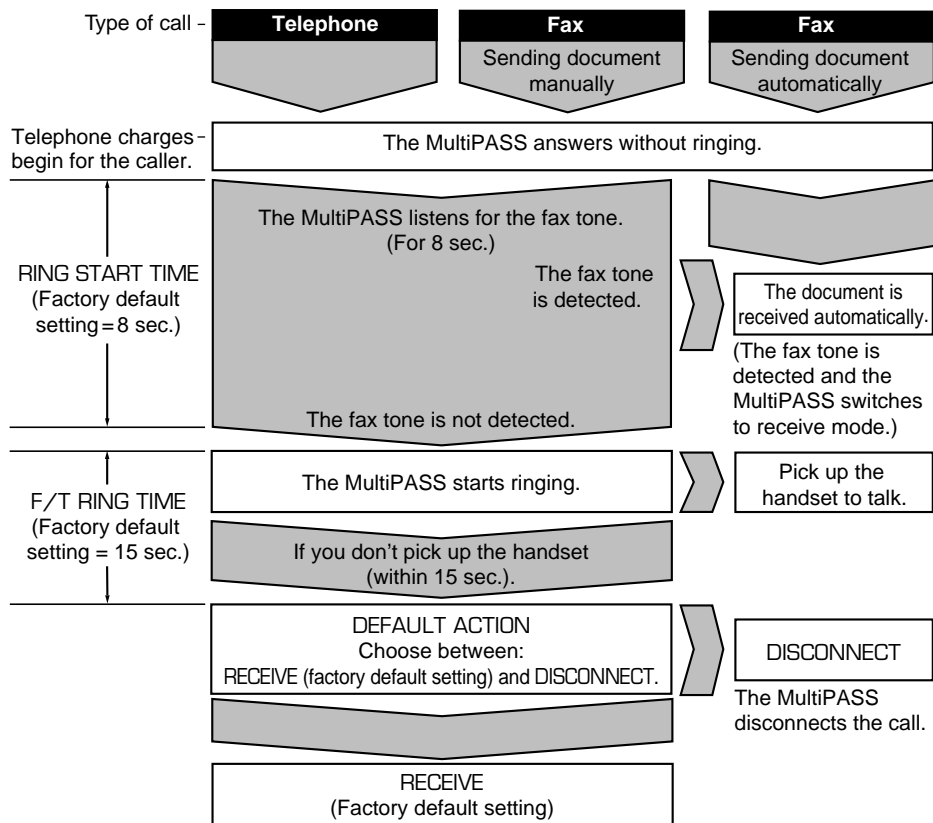 Type of call -
Telephone
Fax
Fax
Sending document
manually
Sending document
automatically
Telephone charges -
begin for the caller.
The MultiPASS answers without ringing.
The MultiPASS listens for the fax tone.
(For 8 sec.)
RING START TIME
(Factory default
setting = 8 sec.)
The fax tone
is detected.
The document is
received automatically.
(The fax tone is
detected and the
MultiPASS switches
to receive mode.)
The fax tone is not detected.
F/T RING TIME
(Factory default
setting = 15 sec.)
The MultiPASS starts ringing.
Pick up the
handset to talk.
If you don’t pick up the handset
(within 15 sec.).
DEFAULT ACTION
Choose between:
RECEIVE (factory default setting) and DISCONNECT.
DISCONNECT
The MultiPASS
disconnects the call.
RECEIVE
(Factory default setting)